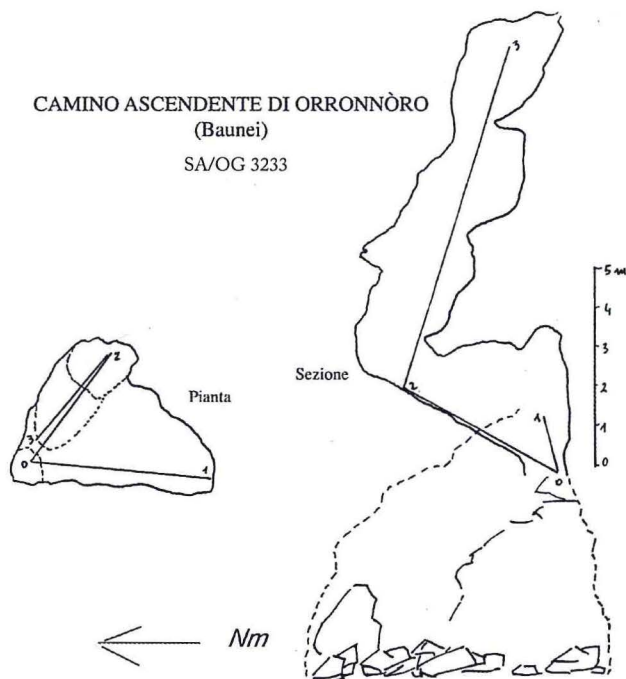 CAMINO ASCENDENTE DI ORRONNÒRO
(Baunei)
SA/OG 3233
3
5 m
4
3
2
1
0
Sezione
2
1
0
Pianta
2
3
0
1
Nm